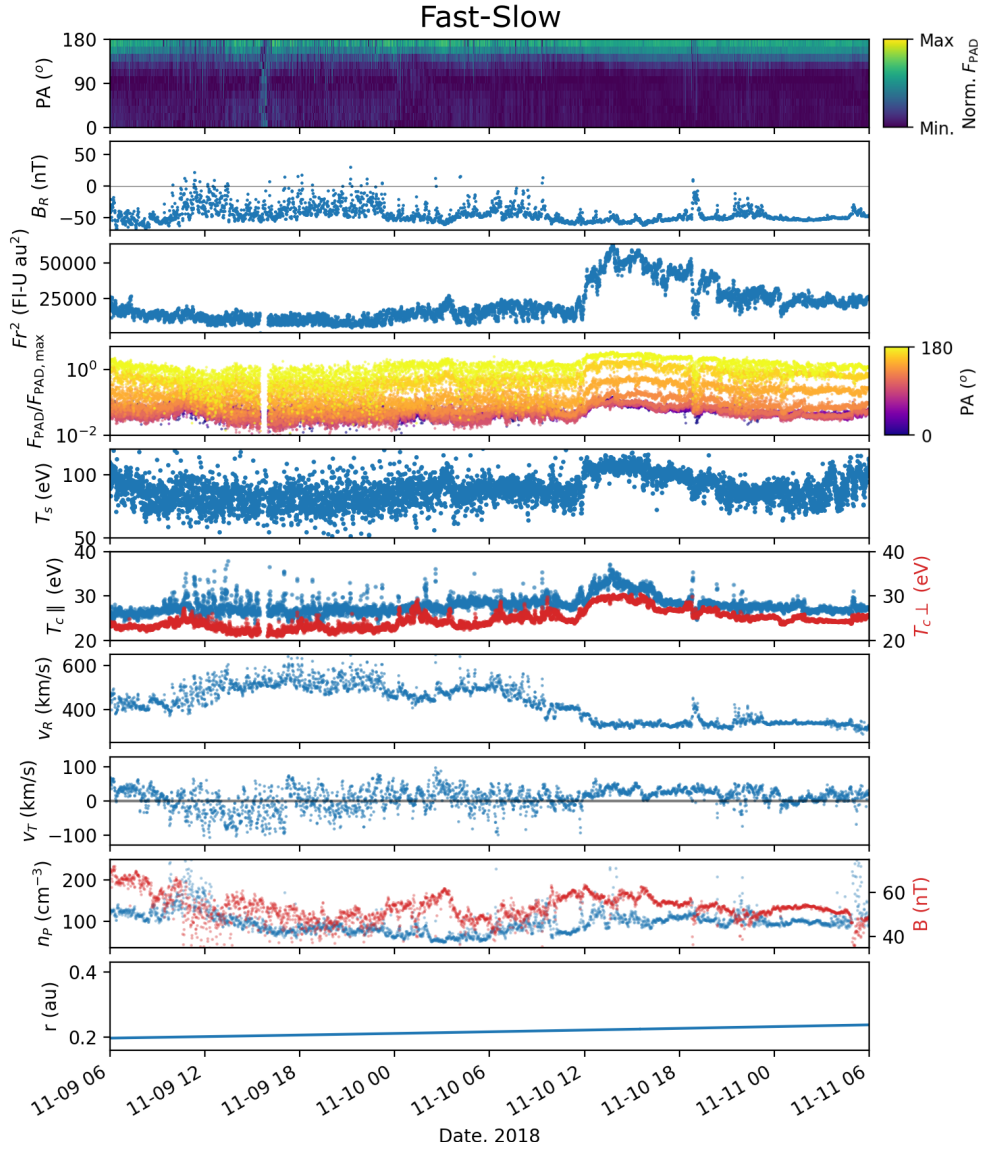 Fast-Slow
180
90
0
PA (°)
Max
Min.
Norm. F_PAD
50
0
−50
B_R (nT)
50000
25000
Fr² (Fl-U au²)
10⁰
10⁻²
F_PAD/F_PAD,max
180
0
PA (°)
100
50
T_s (eV)
40
30
20
T_c ∥ (eV)
40
30
20
T_c ⊥ (eV)
600
400
v_R (km/s)
100
0
−100
v_T (km/s)
200
100
n_P (cm⁻³)
60
40
B (nT)
0.4
0.2
r (au)
11-09 06
11-09 12
11-09 18
11-10 00
11-10 06
11-10 12
11-10 18
11-11 00
11-11 06
Date. 2018